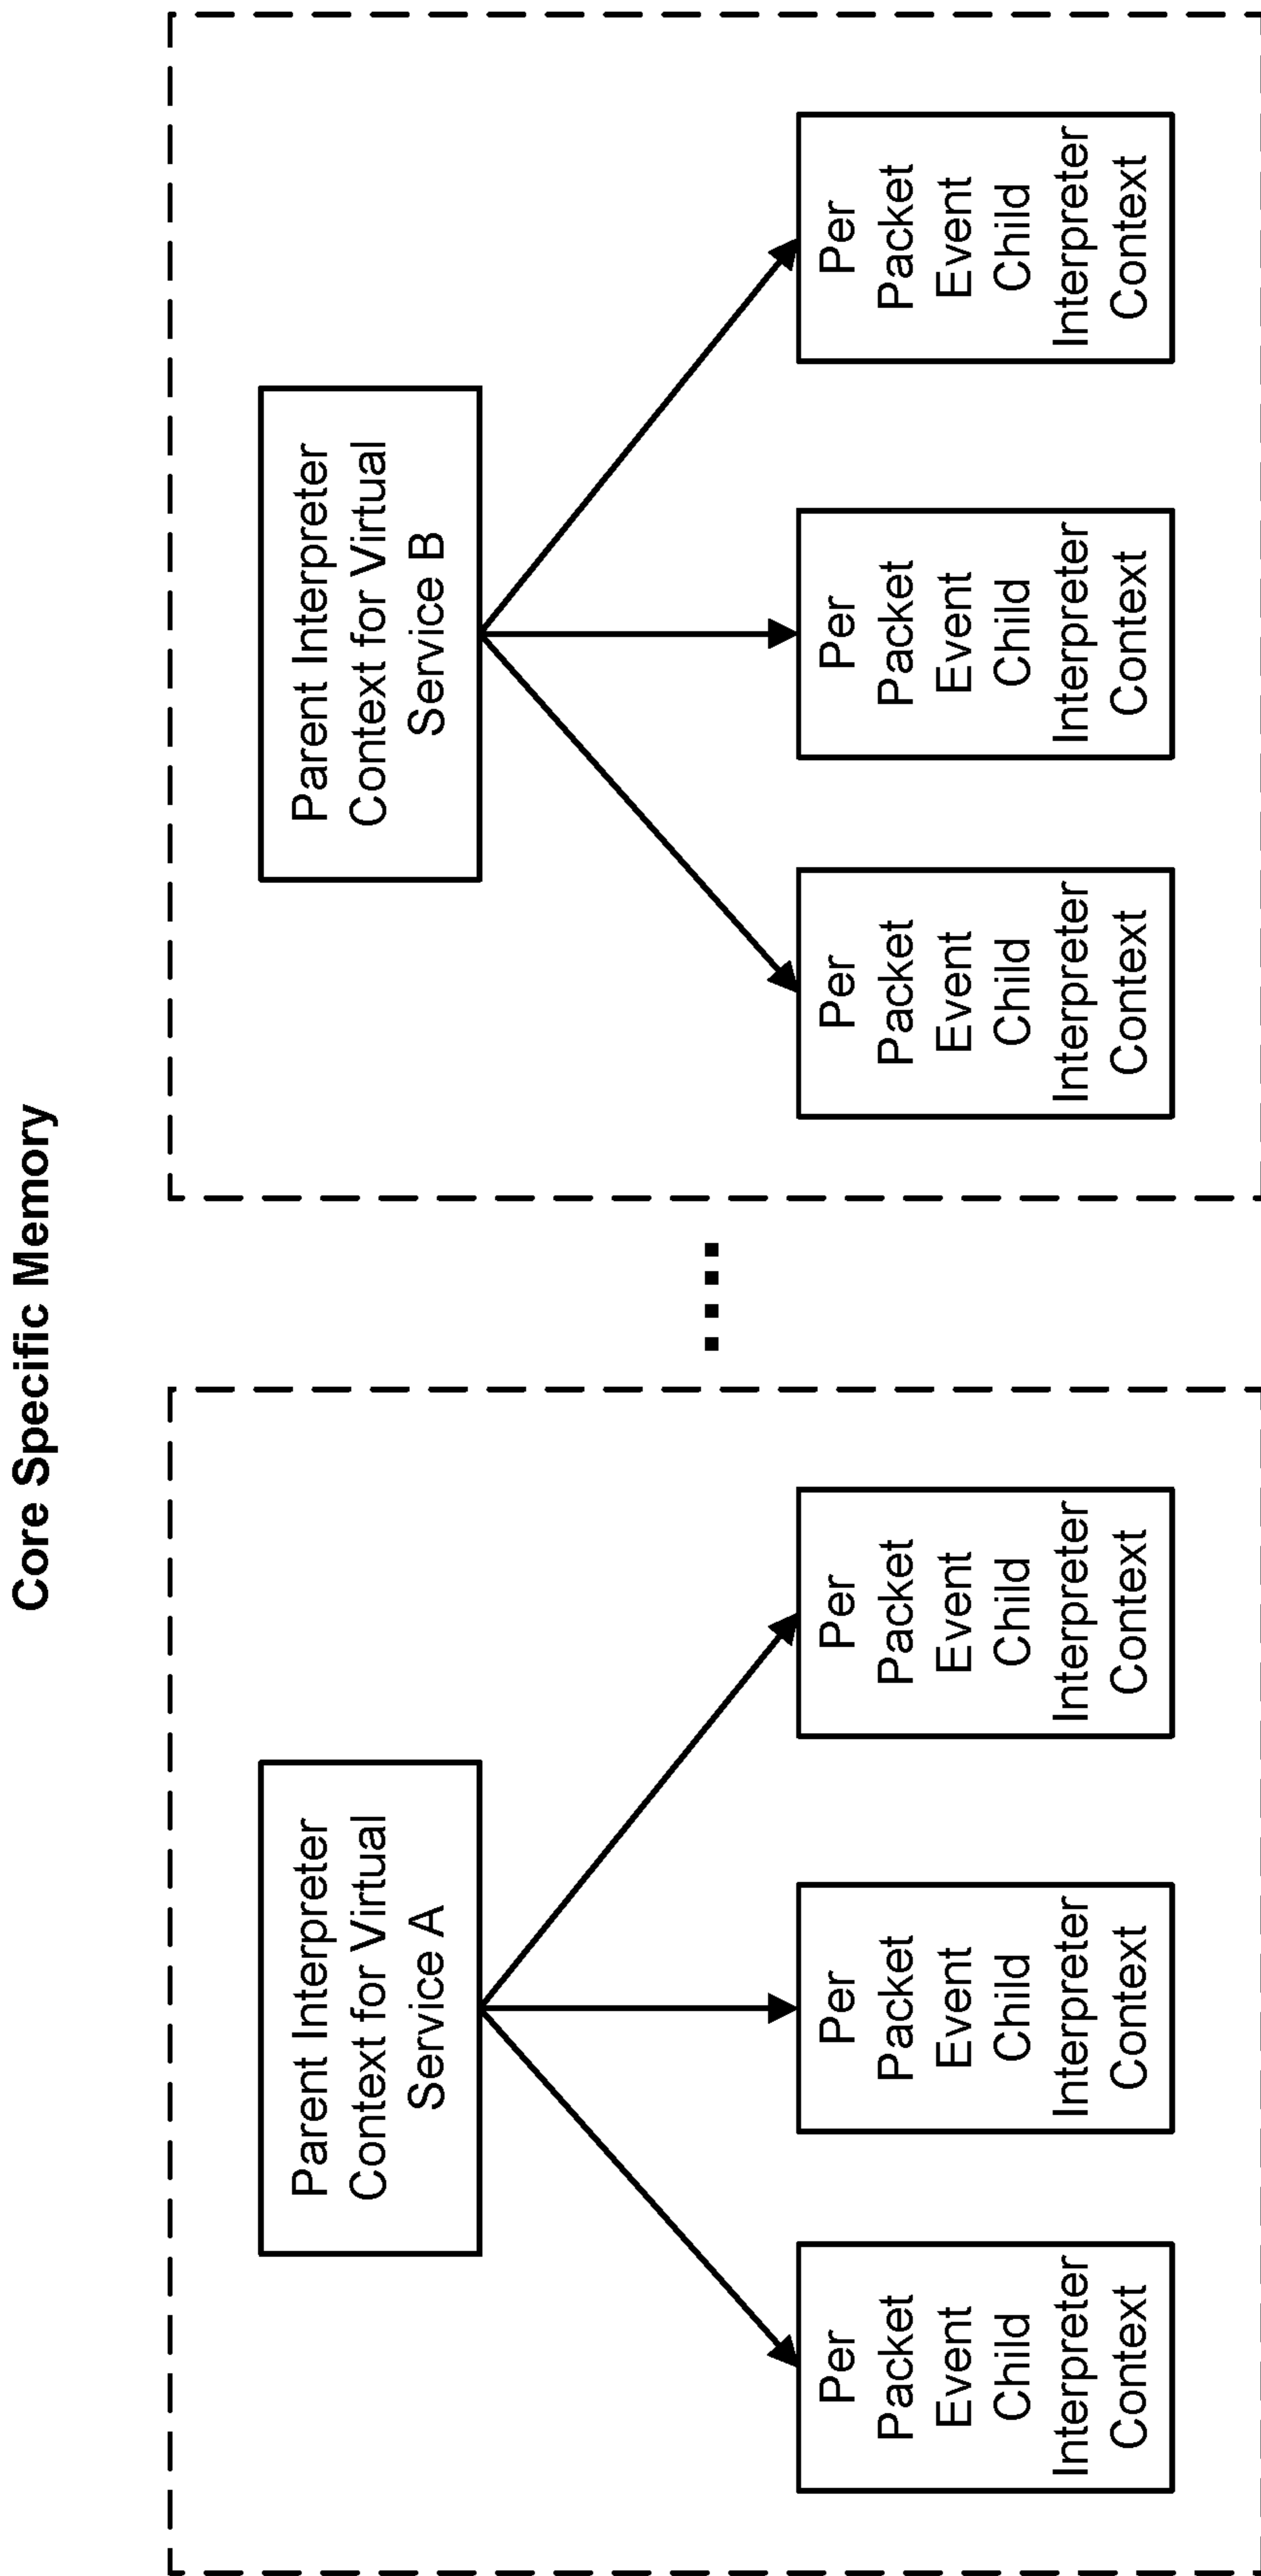 Core Specific Memory
Parent Interpreter
Context for Virtual
Service A
Per
Packet
Event
Child
Interpreter
Context
Per
Packet
Event
Child
Interpreter
Context
Per
Packet
Event
Child
Interpreter
Context
Parent Interpreter
Context for Virtual
Service B
Per
Packet
Event
Child
Interpreter
Context
Per
Packet
Event
Child
Interpreter
Context
Per
Packet
Event
Child
Interpreter
Context